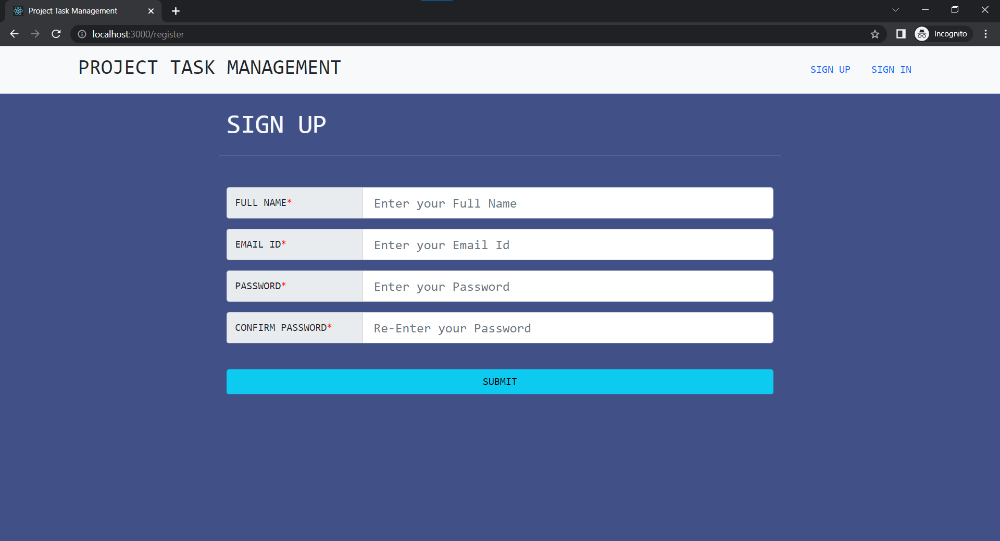 Project Task Management
localhost:3000/register
Incognito
PROJECT TASK MANAGEMENT
SIGN UP SIGN IN
SIGN UP
FULL NAME* Enter your Full Name
EMAIL ID* Enter your Email Id
PASSWORD* Enter your Password
CONFIRM PASSWORD* Re-Enter your Password
SUBMIT